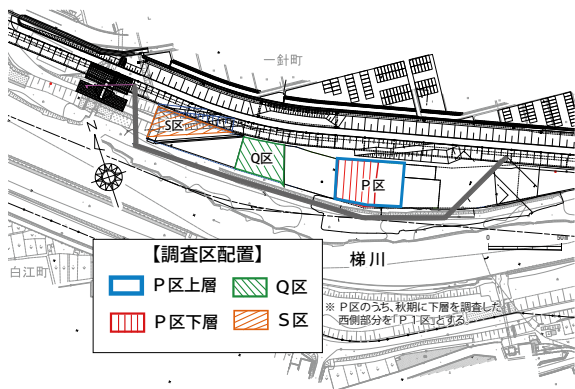 一針町
S区
Q区
P区
N
0 50m
梯川
白江町
【調査区配置】
P区上層
Q区
P区下層
S区
※ P区のうち、秋期に下層を調査した
西側部分を「P1区」とする